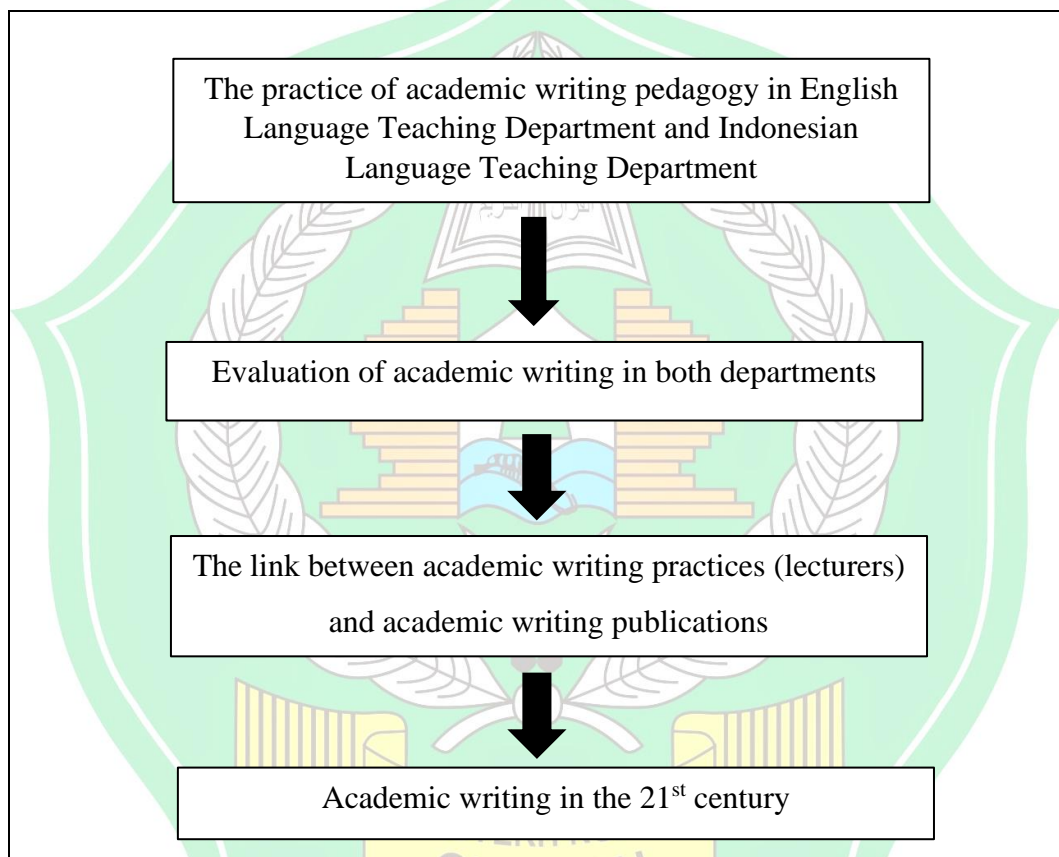 The practice of academic writing pedagogy in English
Language Teaching Department and Indonesian
Language Teaching Department
Evaluation of academic writing in both departments
The link between academic writing practices (lecturers)
and academic writing publications
Academic writing in the 21st century